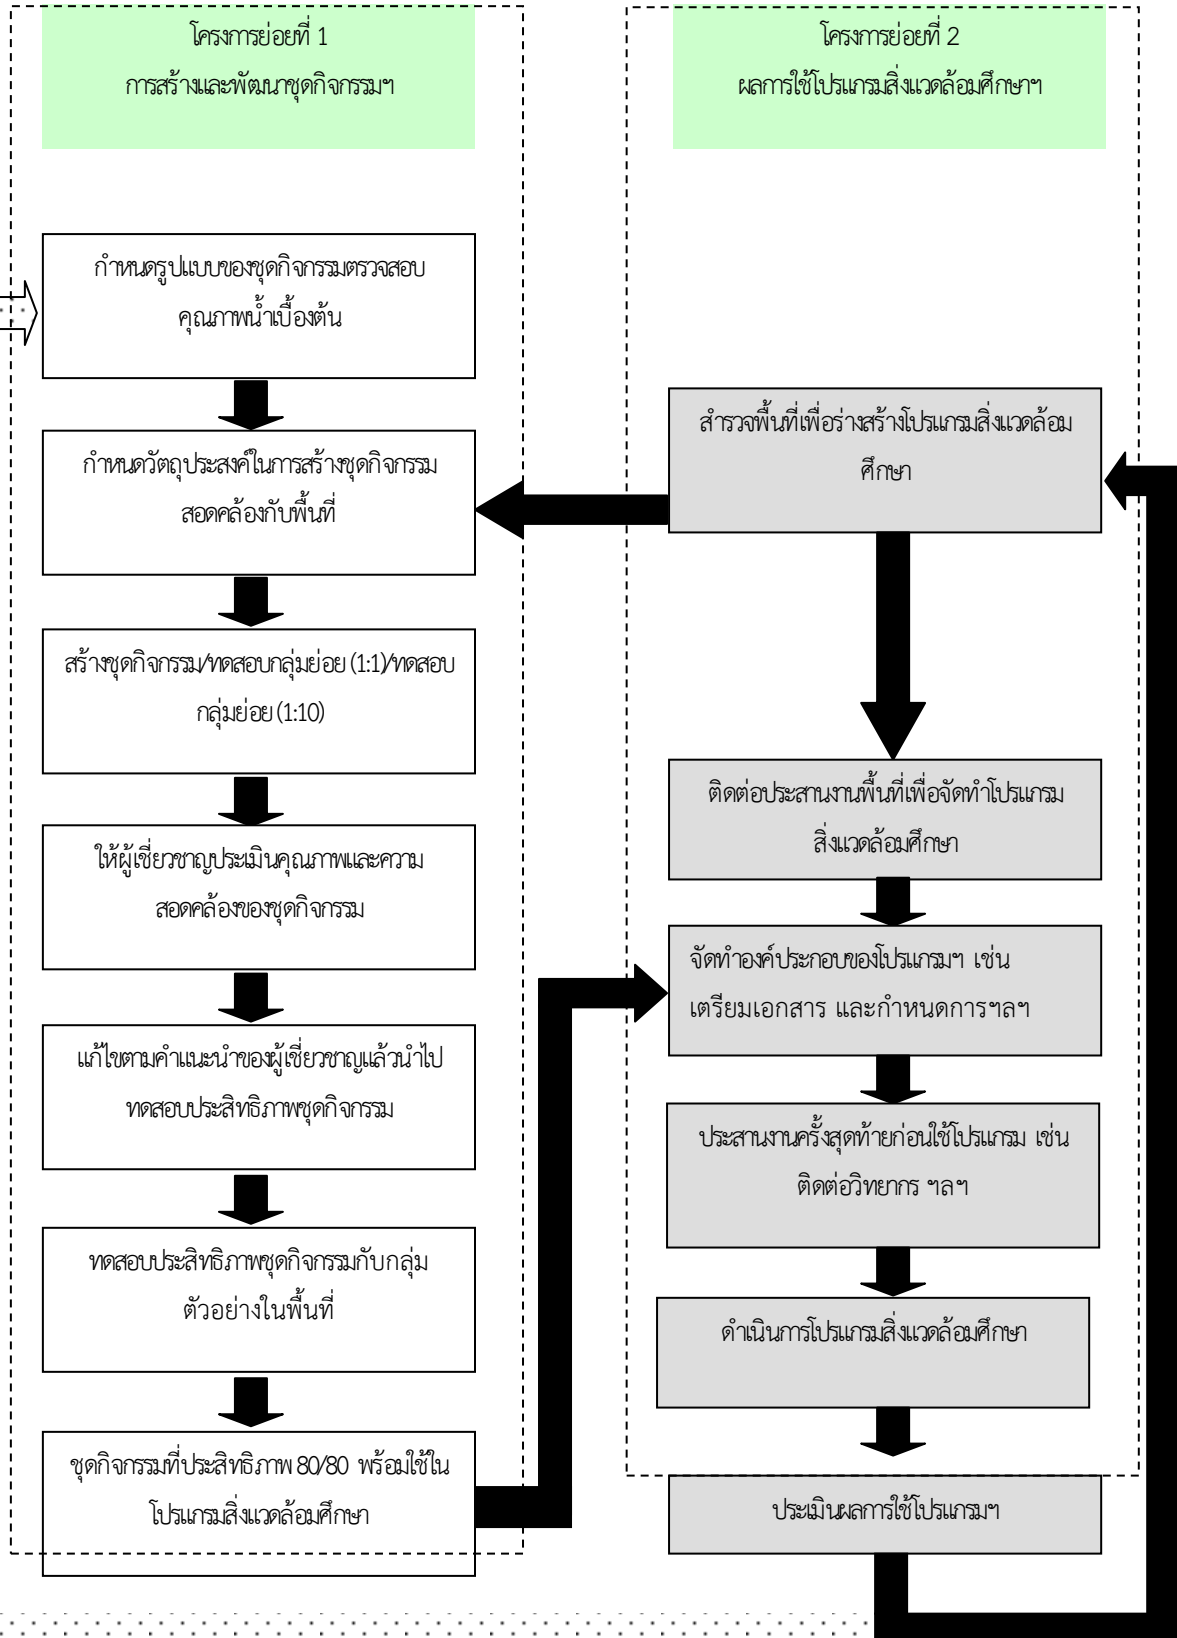 โครงการย่อยที่ 1
การสร้างและพัฒนาชุดกิจกรรมฯ
กำหนดรูปแบบของชุดกิจกรรมตรวจสอบ
คุณภาพน้ำเบื้องต้น
กำหนดวัตถุประสงค์ในการสร้างชุดกิจกรรม
สอดคล้องกับพื้นที่
สร้างชุดกิจกรรม/ทดสอบกลุ่มย่อย (1:1)/ทดสอบ
กลุ่มย่อย (1:10)
ให้ผู้เชี่ยวชาญประเมินคุณภาพและความ
สอดคล้องของชุดกิจกรรม
แก้ไขตามคำแนะนำของผู้เชี่ยวชาญแล้วนำไป
ทดสอบประสิทธิภาพชุดกิจกรรม
ทดสอบประสิทธิภาพชุดกิจกรรมกับกลุ่ม
ตัวอย่างในพื้นที่
ชุดกิจกรรมที่ประสิทธิภาพ 80/80 พร้อมใช้ใน
โปรแกรมสิ่งแวดล้อมศึกษา
โครงการย่อยที่ 2
ผลการใช้โปรแกรมสิ่งแวดล้อมศึกษาฯ
สำรวจพื้นที่เพื่อร่างสร้างโปรแกรมสิ่งแวดล้อม
ศึกษา
ติดต่อประสานงานพื้นที่เพื่อจัดทำโปรแกรม
สิ่งแวดล้อมศึกษา
จัดทำองค์ประกอบของโปรแกรมฯ เช่น
เตรียมเอกสาร และกำหนดการฯลฯ
ประสานงานครั้งสุดท้ายก่อนใช้โปรแกรม เช่น
ติดต่อวิทยากร ฯลฯ
ดำเนินการโปรแกรมสิ่งแวดล้อมศึกษา
ประเมินผลการใช้โปรแกรมฯ